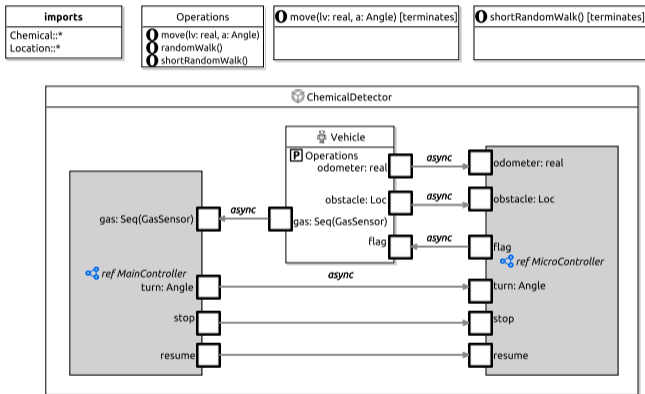 imports
Chemical::*
Location::*
Operations
O move(lv: real, a: Angle)
O randomWalk()
O shortRandomWalk()
O move(lv: real, a: Angle) [terminates]
O shortRandomWalk() [terminates]
ChemicalDetector
Vehicle
P Operations
odometer: real
async
odometer: real
obstacle: Loc
async
obstacle: Loc
gas: Seq(GasSensor)
async
gas: Seq(GasSensor)
flag
async
flag
ref MainController
ref MicroController
turn: Angle
async
turn: Angle
stop
stop
resume
resume